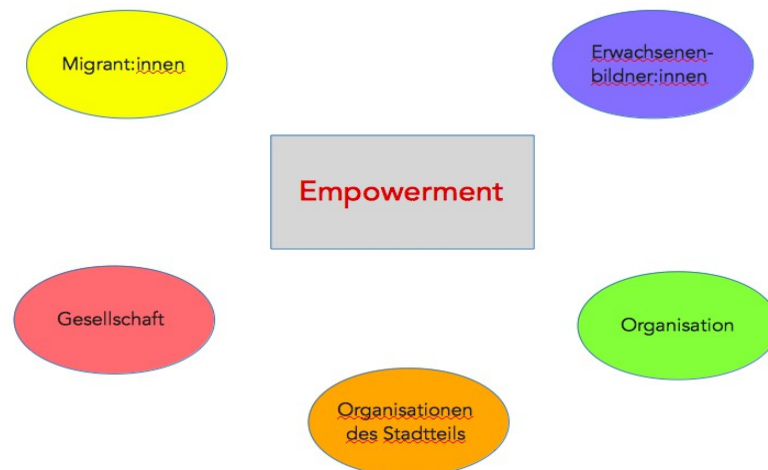 Migrant:innen
Erwachsenen-
bildner:innen
Empowerment
Gesellschaft
Organisation
Organisationen
des Stadtteils